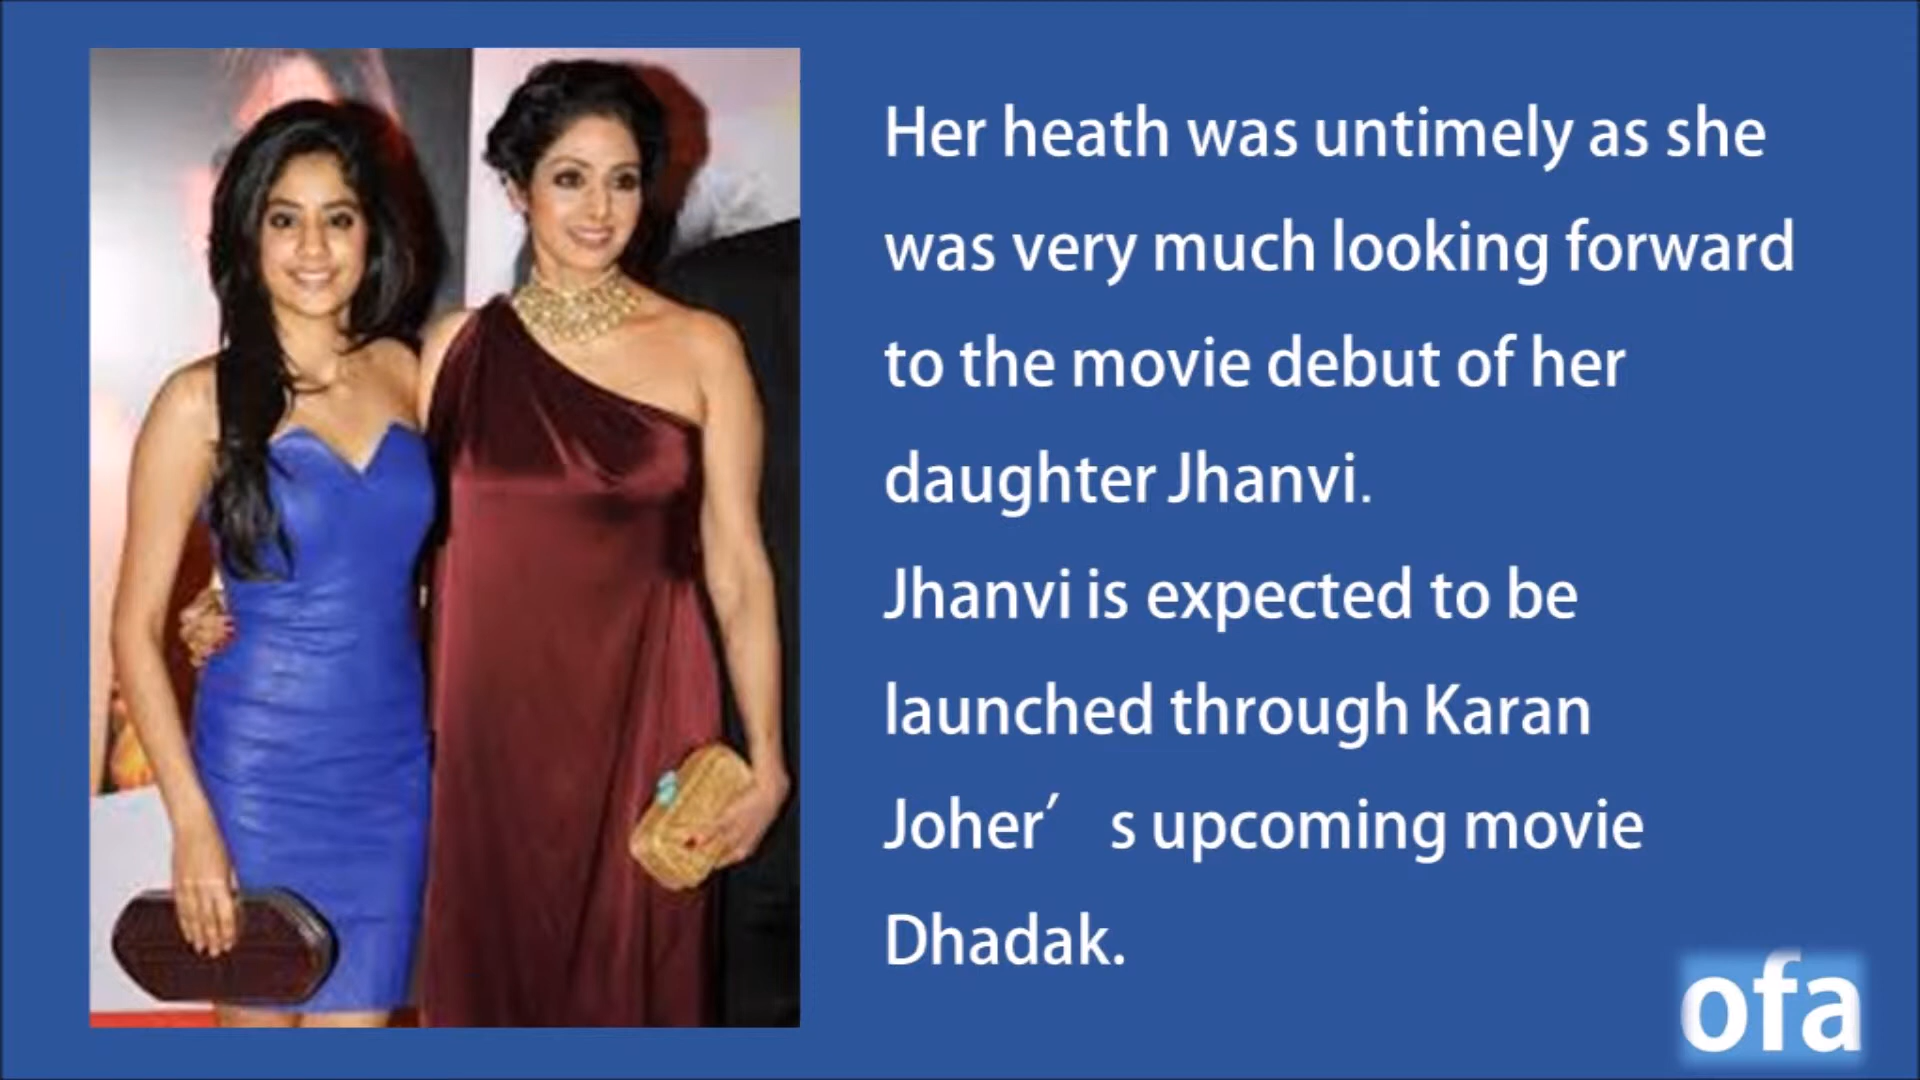 Her heath was untimely as she
was very much looking forward
to the movie debut of her
daughter Jhanvi.
Jhanvi is expected to be
launched through Karan
Joher′ s upcoming movie
Dhadak.
ofa